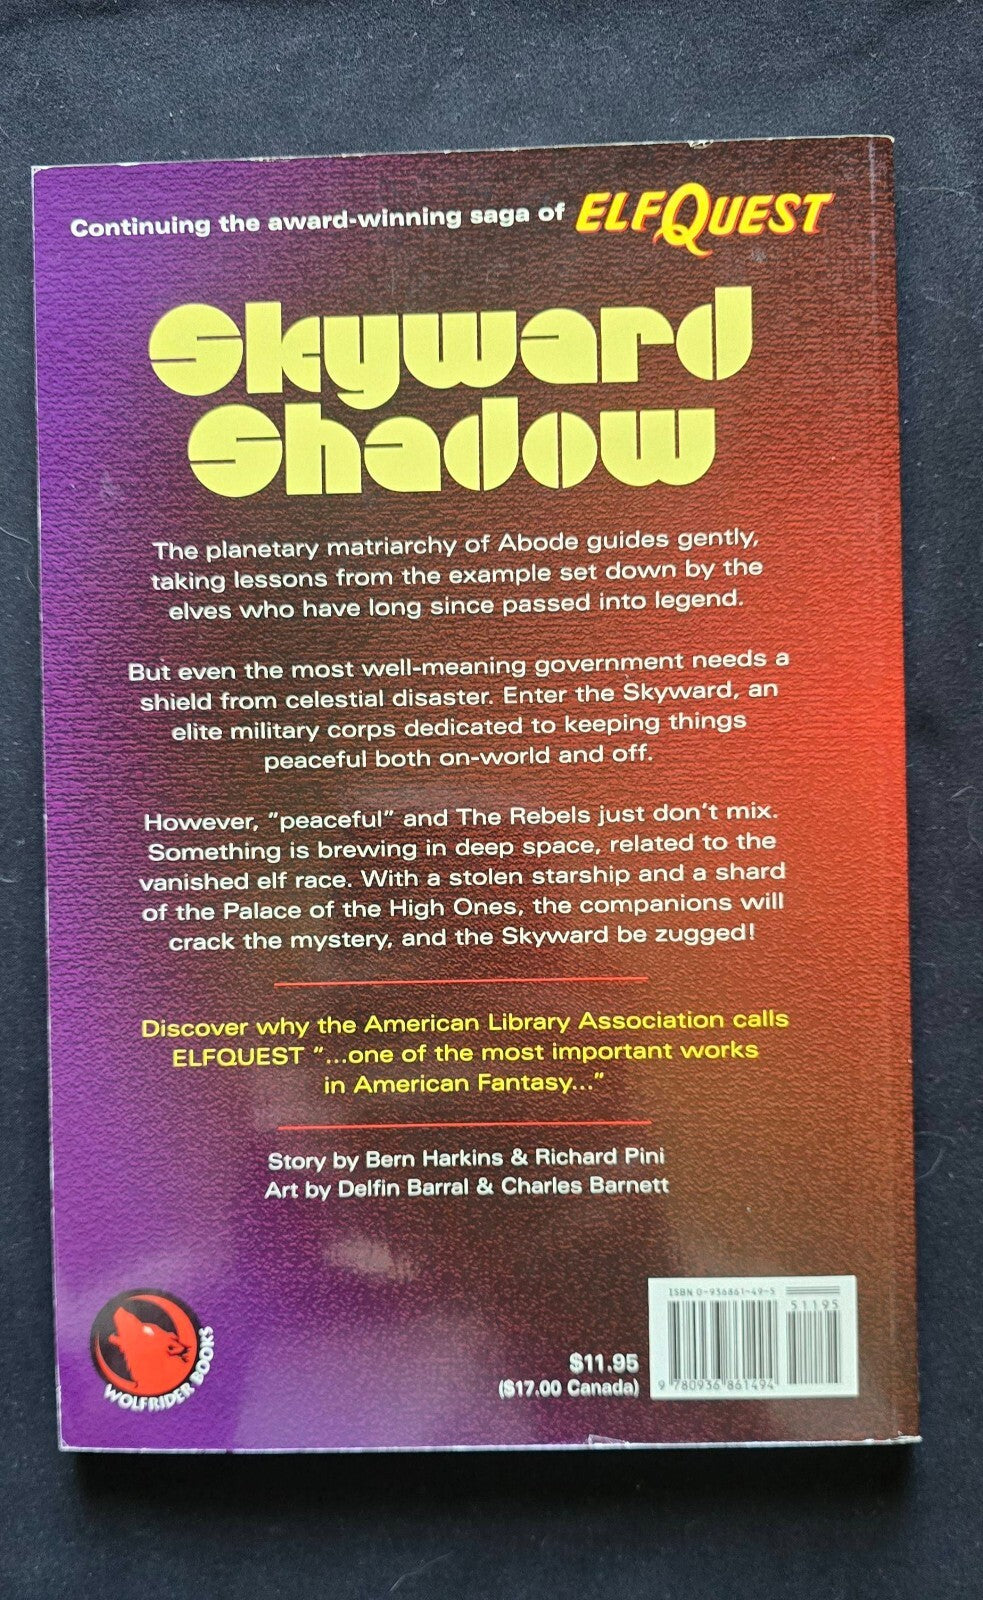 Continuing the award-winning saga of ELFQUEST
Skyward
Shadow
The planetary matriarchy of Abode guides gently,
taking lessons from the example set down by the
elves who have long since passed into legend.
But even the most well-meaning government needs a
shield from celestial disaster. Enter the Skyward, an
elite military corps dedicated to keeping things
peaceful both on-world and off.
However, "peaceful" and The Rebels just don't mix.
Something is brewing in deep space, related to the
vanished elf race. With a stolen starship and a shard
of the Palace of the High Ones, the companions will
crack the mystery, and the Skyward be zugged!
Discover why the American Library Association calls
ELFQUEST "...one of the most important works
in American Fantasy..."
Story by Bern Harkins & Richard Pini
Art by Delfin Barral & Charles Barnett
WOLFRIDER BOOKS
$11.95
($17.00 Canada)
ISBN 0-936861-49-5
51195
9 780936 861494